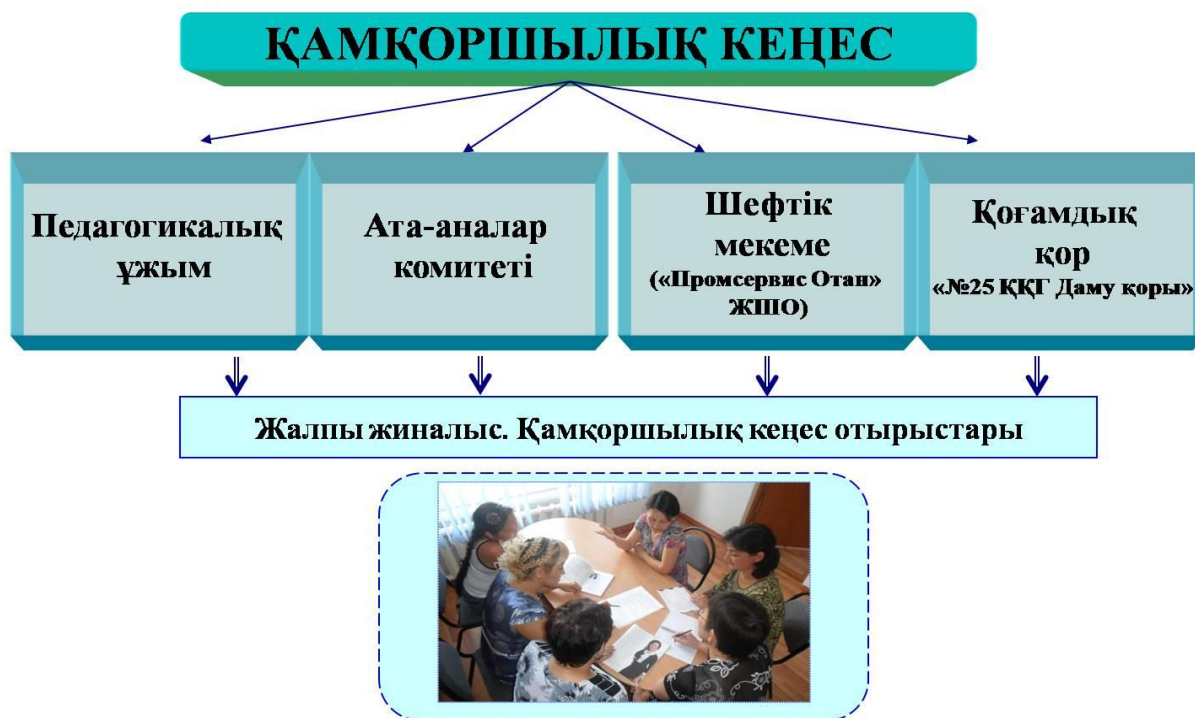 ҚАМҚОРШЫЛЫҚ КЕҢЕС
Педагогикалық
ұжым
Ата-аналар
комитеті
Шефтік
мекеме
(«Промсервис Отан»
ЖШО)
Қоғамдық
қор
«№25 ҚҚГ Даму қоры»
Жалпы жиналыс. Қамқоршылық кеңес отырыстары